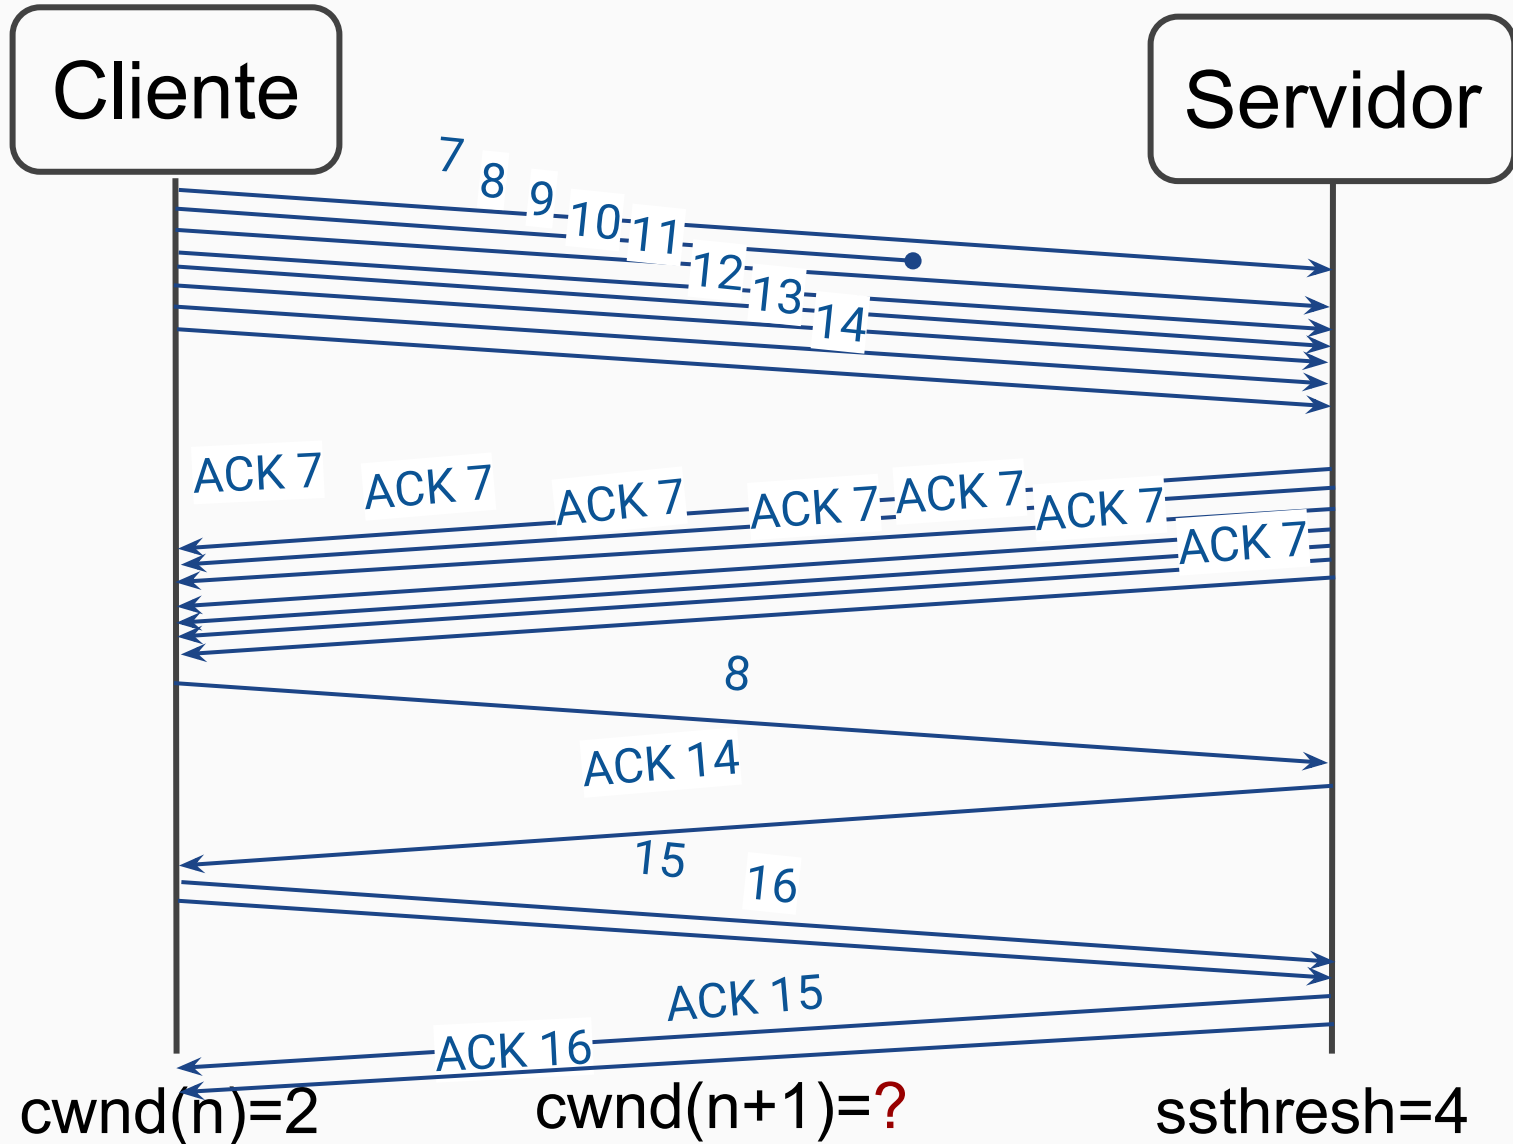 Cliente
Servidor
7
8
9
10
11
12
13
14
ACK 7
ACK 7
ACK 7
ACK 7
ACK 7
ACK 7
ACK 7
8
ACK 14
15
16
ACK 15
ACK 16
cwnd(n)=2
cwnd(n+1)=?
ssthresh=4